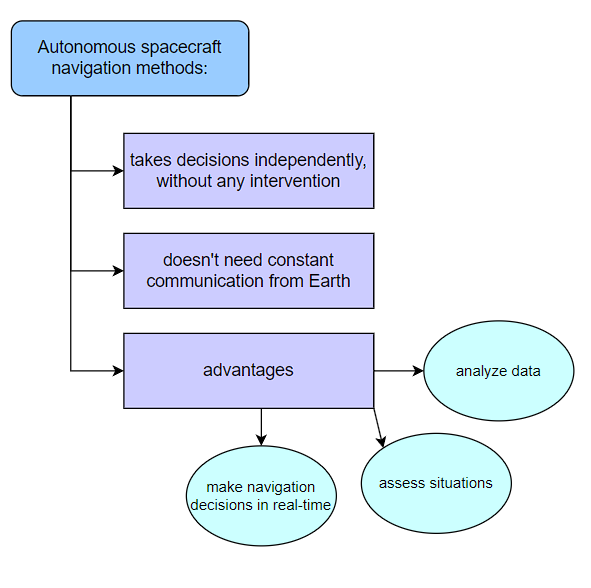 Autonomous spacecraft
navigation methods:
takes decisions independently,
without any intervention
doesn't need constant
communication from Earth
advantages
analyze data
assess situations
make navigation
decisions in real-time